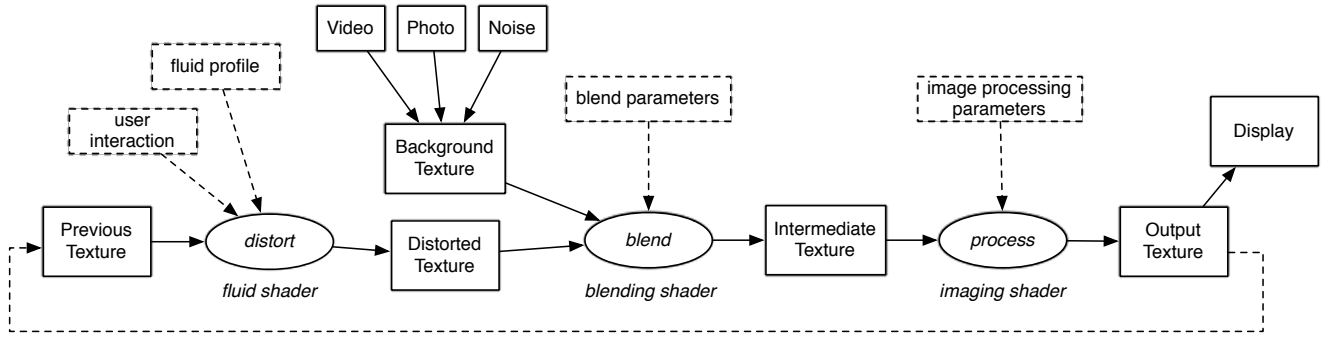 Video
Photo
Noise
fluid profile
user
interaction
blend parameters
image processing
parameters
Background
Texture
Display
Previous
Texture
distort
fluid shader
Distorted
Texture
blend
blending shader
Intermediate
Texture
process
imaging shader
Output
Texture